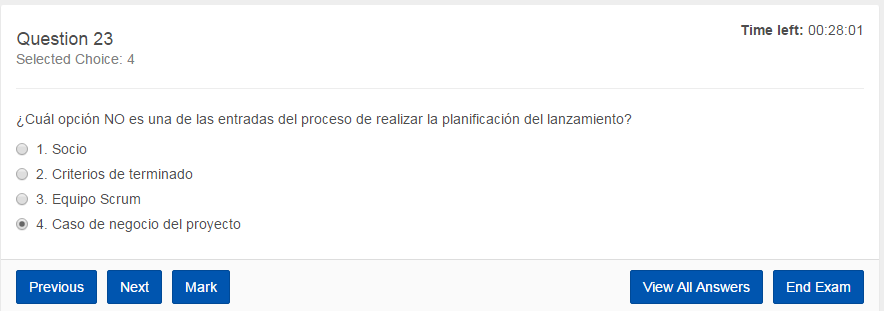 Question 23
Time left: 00:28:01
Selected Choice: 4
¿Cuál opción NO es una de las entradas del proceso de realizar la planificación del lanzamiento?
1. Socio
2. Criterios de terminado
3. Equipo Scrum
4. Caso de negocio del proyecto
Previous Next Mark View All Answers End Exam